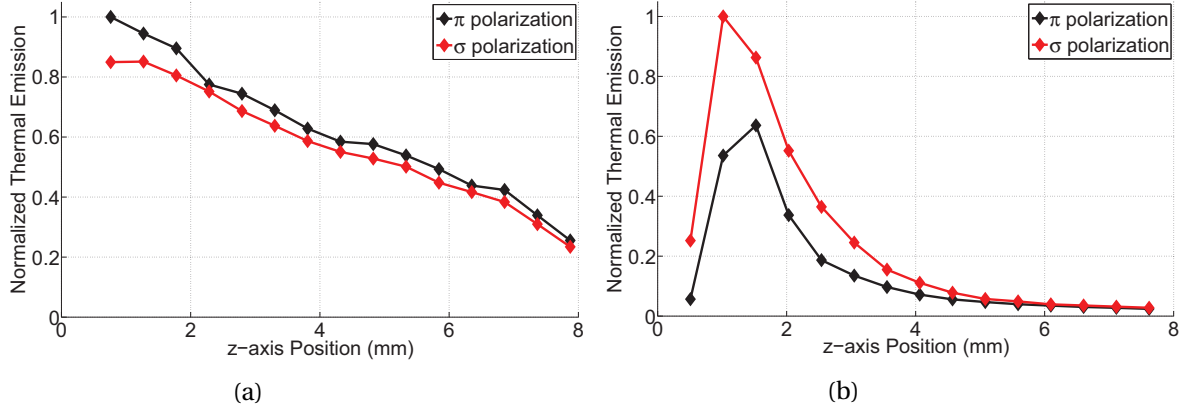 1
0.8
0.6
0.4
0.2
0
0 2 4 6 8
Normalized Thermal Emission
z−axis Position (mm)
π polarization
σ polarization
(a)
1
0.8
0.6
0.4
0.2
0
0 2 4 6 8
Normalized Thermal Emission
z−axis Position (mm)
π polarization
σ polarization
(b)